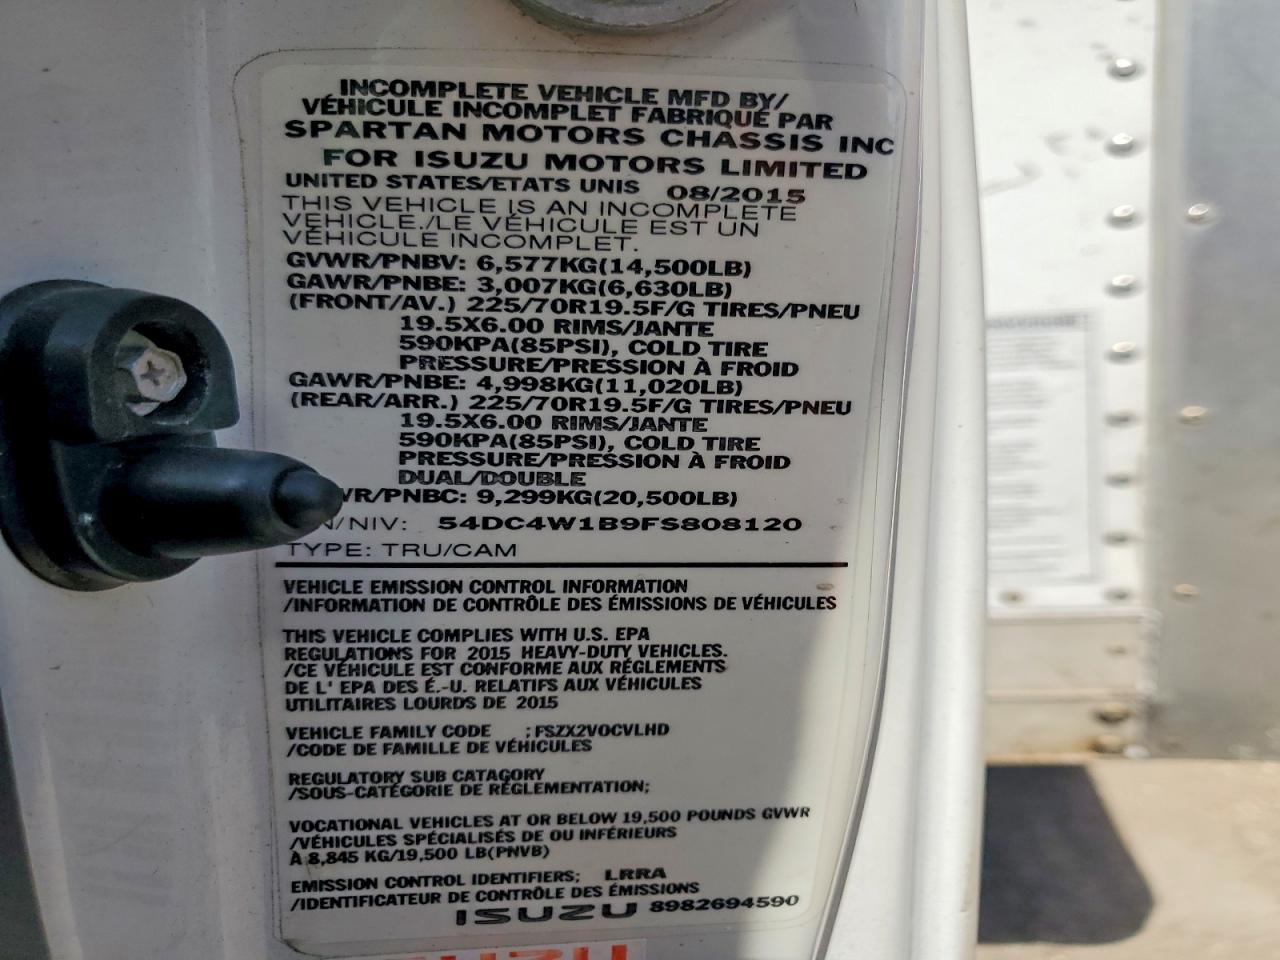 INCOMPLETE VEHICLE MFD BY/
VÉHICULE INCOMPLET FABRIQUÉ PAR
SPARTAN MOTORS CHASSIS INC
FOR ISUZU MOTORS LIMITED
UNITED STATES/ETATS UNIS 08/2015
THIS VEHICLE IS AN INCOMPLETE
VEHICLE./LE VÉHICULE EST UN
VÉHICULE INCOMPLET.
GVWR/PNBV: 6,577KG(14,500LB)
GAWR/PNBE: 3,007KG(6,630LB)
(FRONT/AV.) 225/70R19.5F/G TIRES/PNEU
19.5X6.00 RIMS/JANTE
590KPA(85PSI), COLD TIRE
PRESSURE/PRESSION À FROID
GAWR/PNBE: 4,998KG(11,020LB)
(REAR/ARR.) 225/70R19.5F/G TIRES/PNEU
19.5X6.00 RIMS/JANTE
590KPA(85PSI), COLD TIRE
PRESSURE/PRESSION À FROID
DUAL/DOUBLE
WR/PNBC: 9,299KG(20,500LB)
N/NIV: 54DC4W1B9FS808120
TYPE: TRU/CAM
VEHICLE EMISSION CONTROL INFORMATION
/INFORMATION DE CONTRÔLE DES ÉMISSIONS DE VÉHICULES
THIS VEHICLE COMPLIES WITH U.S. EPA
REGULATIONS FOR 2015 HEAVY-DUTY VEHICLES.
/CE VÉHICULE EST CONFORME AUX RÉGLEMENTS
DE L' EPA DES É.-U. RELATIFS AUX VÉHICULES
UTILITAIRES LOURDS DE 2015
VEHICLE FAMILY CODE ; FSZX2VOCVLHD
/CODE DE FAMILLE DE VÉHICULES
REGULATORY SUB CATAGORY
/SOUS-CATÉGORIE DE RÉGLEMENTATION;
VOCATIONAL VEHICLES AT OR BELOW 19,500 POUNDS GVWR
/VÉHICULES SPÉCIALISÉS DE OU INFÉRIEURS
À 8,845 KG/19,500 LB(PNVB)
EMISSION CONTROL IDENTIFIERS; LRRA
/IDENTIFICATEUR DE CONTRÔLE DES ÉMISSIONS
ISUZU 8982694590